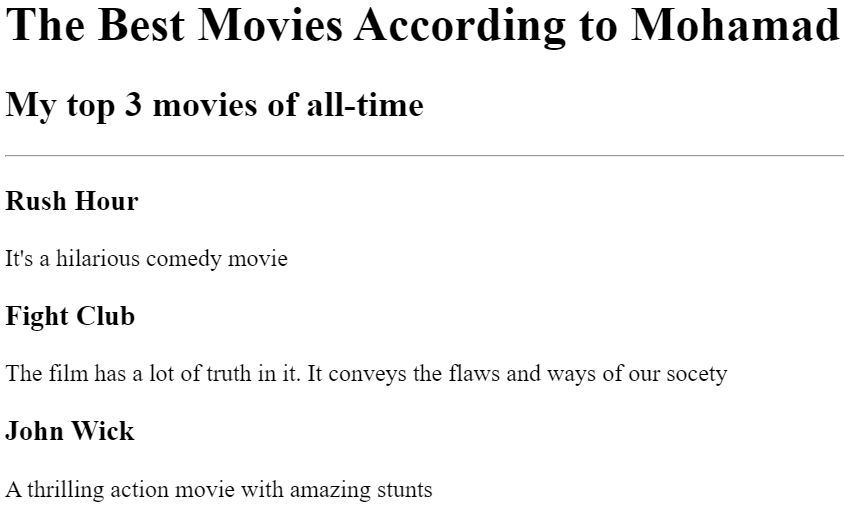 The Best Movies According to Mohamad
My top 3 movies of all-time
Rush Hour
It's a hilarious comedy movie
Fight Club
The film has a lot of truth in it. It conveys the flaws and ways of our socety
John Wick
A thrilling action movie with amazing stunts